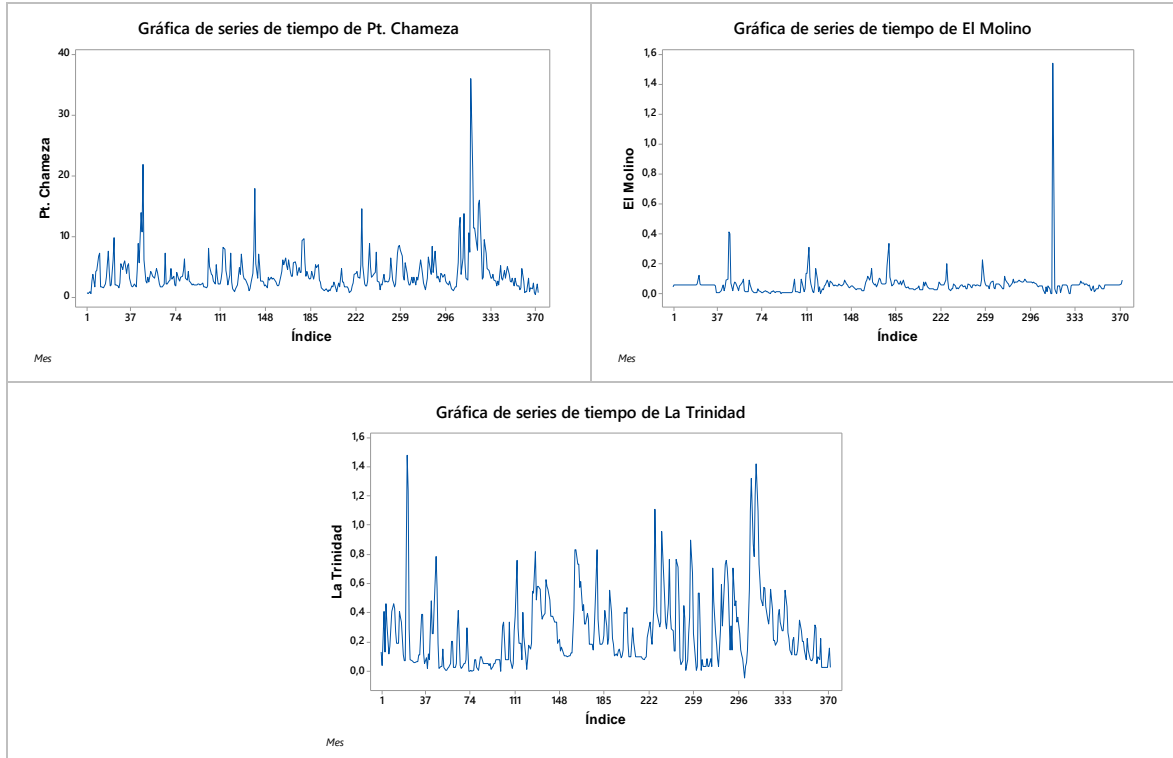 Gráfica de series de tiempo de Pt. Chameza
40
30
20
10
0
Pt. Chameza
1 37 74 111 148 185 222 259 296 333 370
Índice
Mes
Gráfica de series de tiempo de El Molino
1,6
1,4
1,2
1,0
0,8
0,6
0,4
0,2
0,0
El Molino
1 37 74 111 148 185 222 259 296 333 370
Índice
Mes
Gráfica de series de tiempo de La Trinidad
1,6
1,4
1,2
1,0
0,8
0,6
0,4
0,2
0,0
La Trinidad
1 37 74 111 148 185 222 259 296 333 370
Índice
Mes